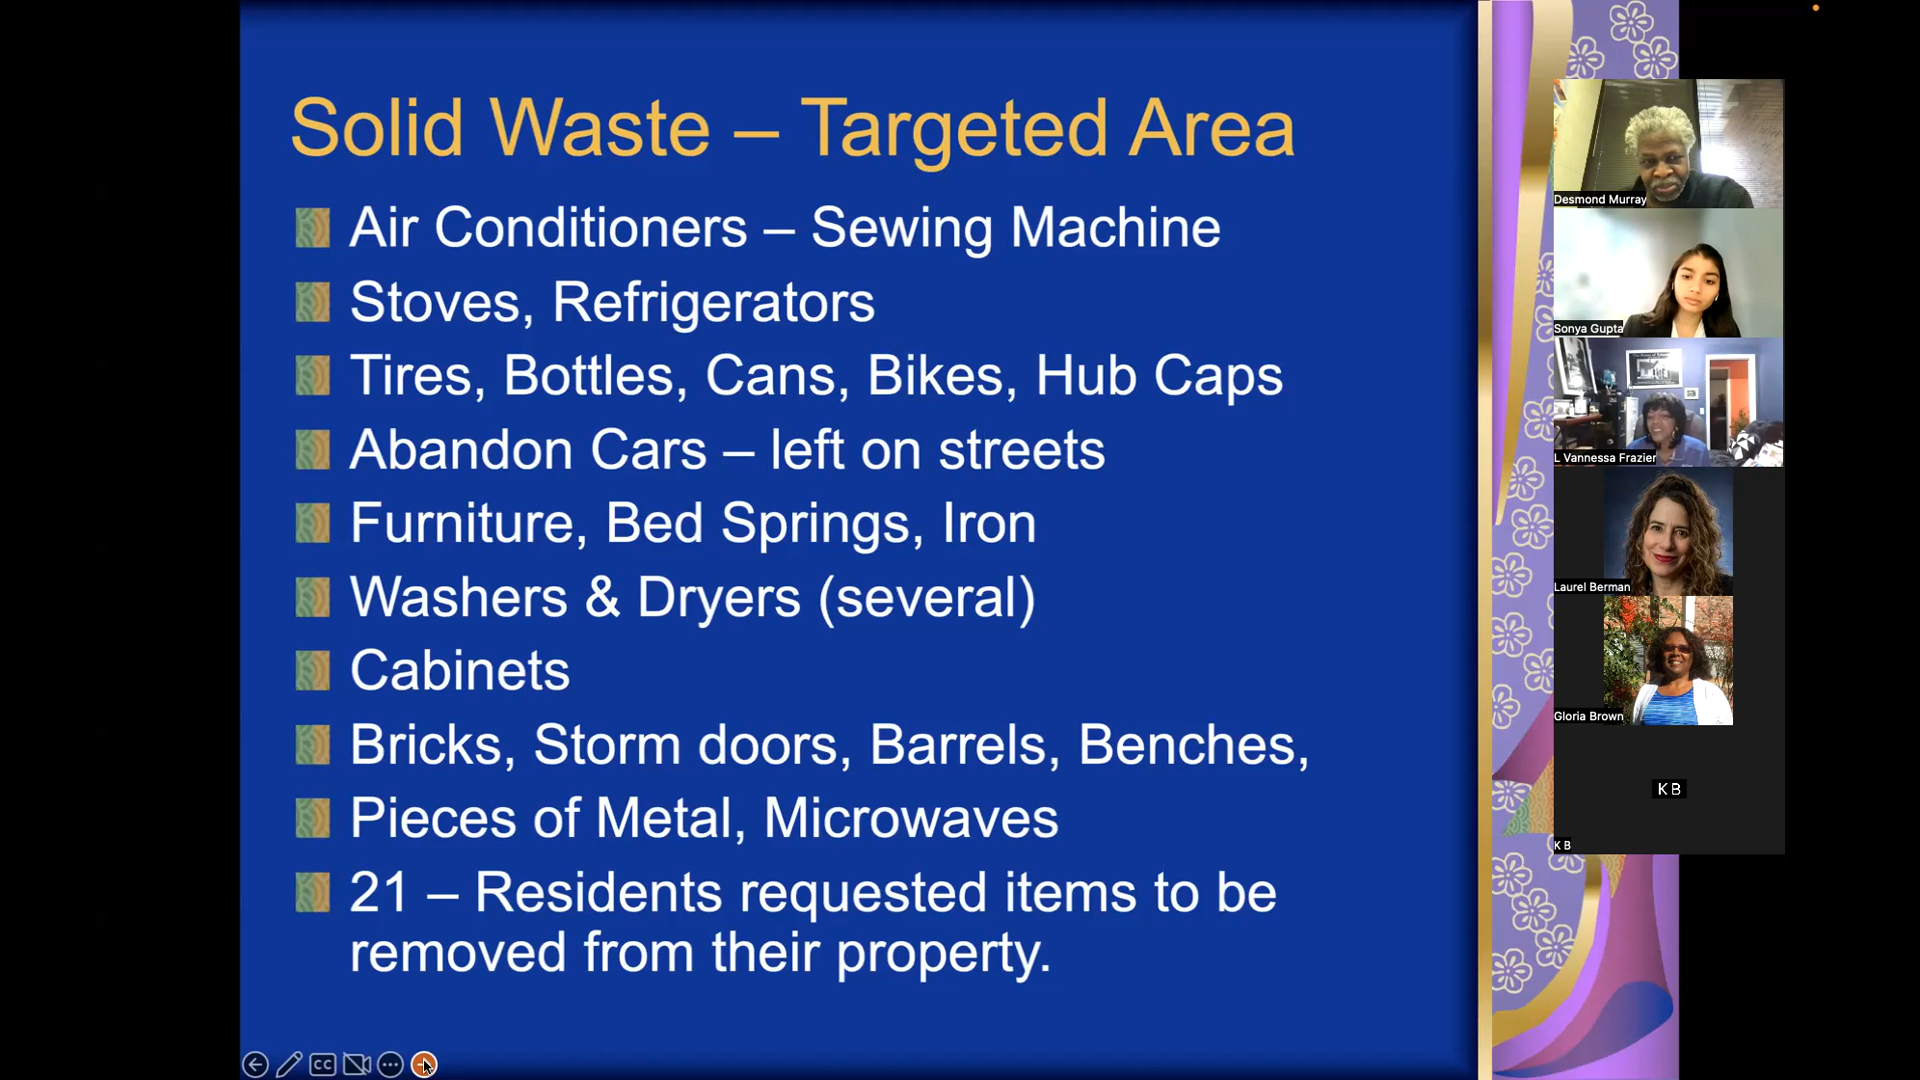 Solid Waste – Targeted Area
Air Conditioners – Sewing Machine
Stoves, Refrigerators
Tires, Bottles, Cans, Bikes, Hub Caps
Abandon Cars – left on streets
Furniture, Bed Springs, Iron
Washers & Dryers (several)
Cabinets
Bricks, Storm doors, Barrels, Benches,
Pieces of Metal, Microwaves
21 – Residents requested items to be
removed from their property.
CC
Desmond Murray
Sonya Gupta
L Vannessa Frazier
Laurel Berman
Gloria Brown
K B
K B